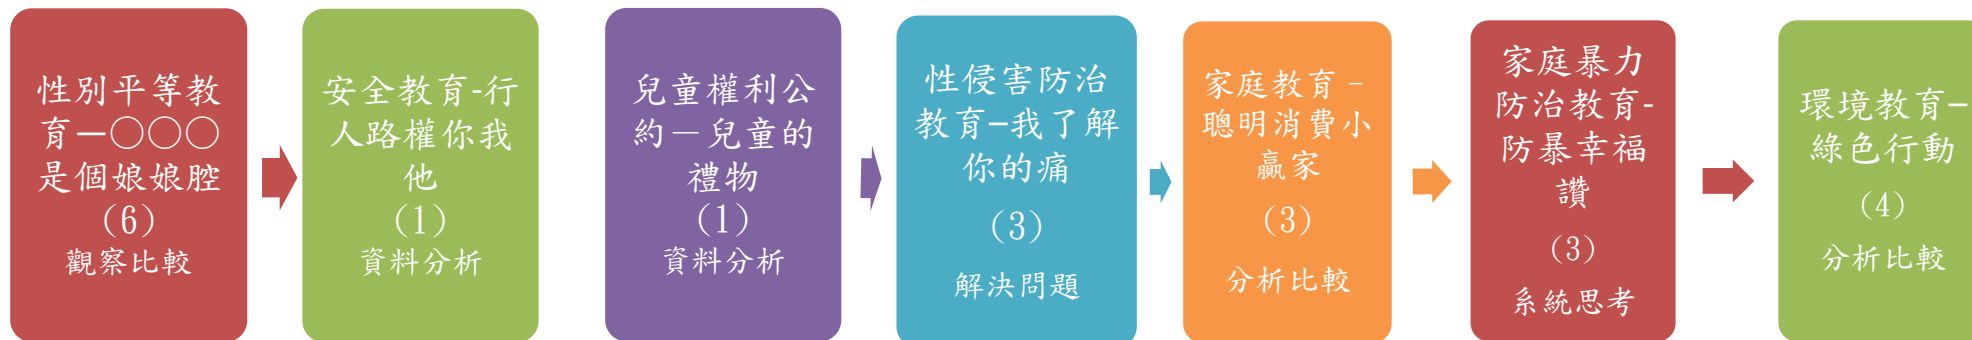 性別平等教
育—○○○
是個娘娘腔
(6)
觀察比較
安全教育-行
人路權你我
他
(1)
資料分析
兒童權利公
約－兒童的
禮物
(1)
資料分析
性侵害防治
教育–我了解
你的痛
(3)
解決問題
家庭教育–
聰明消費小
贏家
(3)
分析比較
家庭暴力
防治教育-
防暴幸福
讚
(3)
系統思考
環境教育–
綠色行動
(4)
分析比較